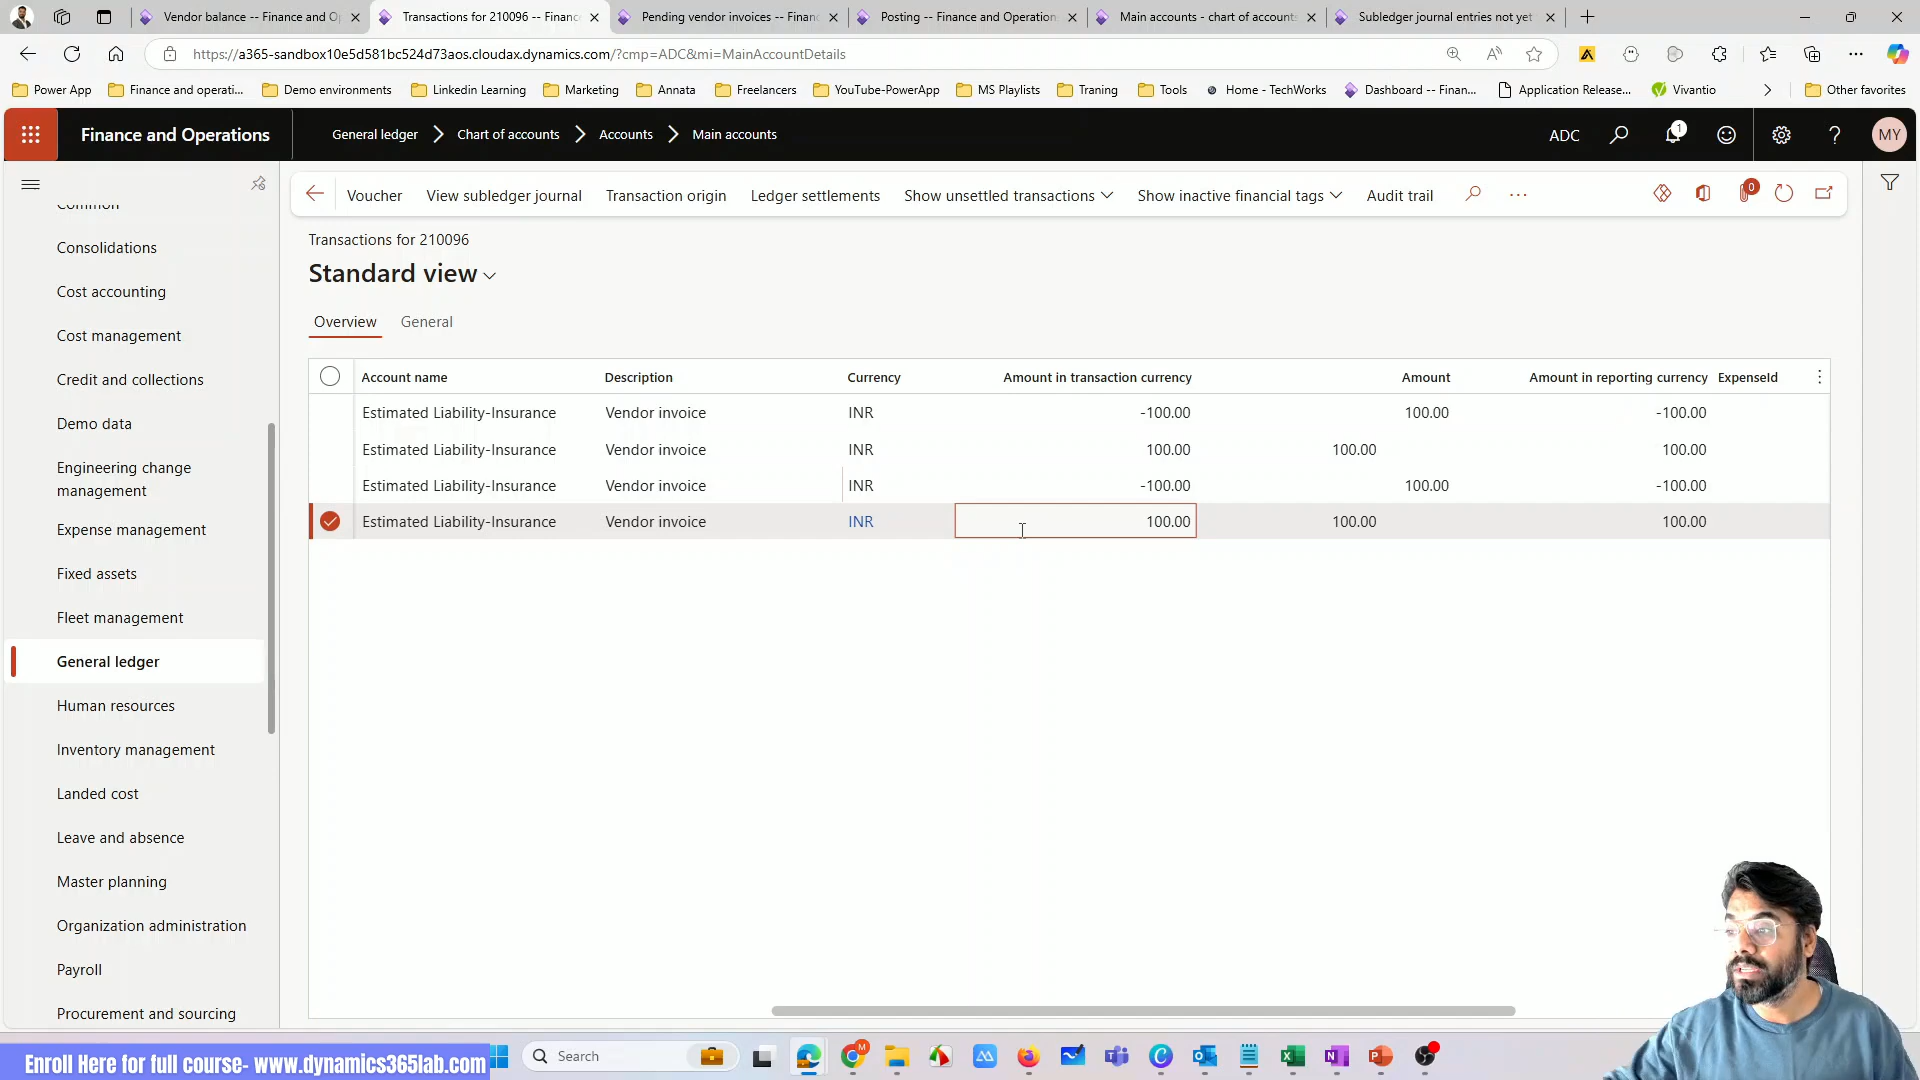 Vendor balance -- Finance and O
Transactions for 210096 -- Financ
Pending vendor invoices -- Finan
Posting -- Finance and Operation
Main accounts - chart of accounts
Subledger journal entries not yet
https://a365-sandbox10e5d581bc524d73aos.cloudax.dynamics.com/?cmp=ADC&mi=MainAccountDetails
Power App
Finance and operati...
Demo environments
Linkedin Learning
Marketing
Annata
Freelancers
YouTube-PowerApp
MS Playlists
Traning
Tools
Home - TechWorks
Dashboard -- Finan...
Application Release...
Vivantio
Other favorites
Finance and Operations
General ledger
Chart of accounts
Accounts
Main accounts
ADC
1
MY
Voucher
View subledger journal
Transaction origin
Ledger settlements
Show unsettled transactions
Show inactive financial tags
Audit trail
0
Common
Consolidations
Cost accounting
Cost management
Credit and collections
Demo data
Engineering change
management
Expense management
Fixed assets
Fleet management
General ledger
Human resources
Inventory management
Landed cost
Leave and absence
Master planning
Organization administration
Payroll
Procurement and sourcing
Transactions for 210096
Standard view
Overview General
Account name Description Currency Amount in transaction currency Amount Amount in reporting currency ExpenseId
Estimated Liability-Insurance Vendor invoice INR -100.00 100.00 -100.00
Estimated Liability-Insurance Vendor invoice INR 100.00 100.00 100.00
Estimated Liability-Insurance Vendor invoice INR -100.00 100.00 -100.00
Estimated Liability-Insurance Vendor invoice INR 100.00 100.00 100.00
Enroll Here for full course- www.dynamics365lab.com
Search